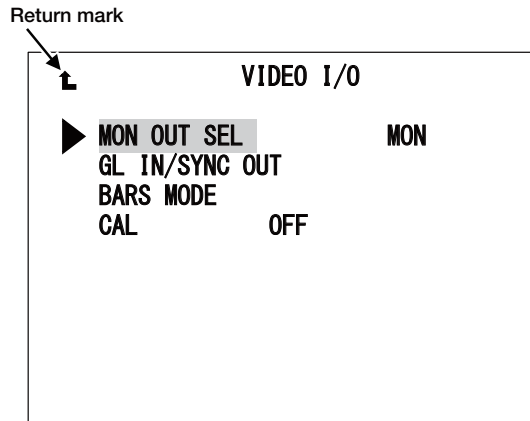 Return mark
VIDEO I/O
MON OUT SEL MON
GL IN/SYNC OUT
BARS MODE
CAL OFF